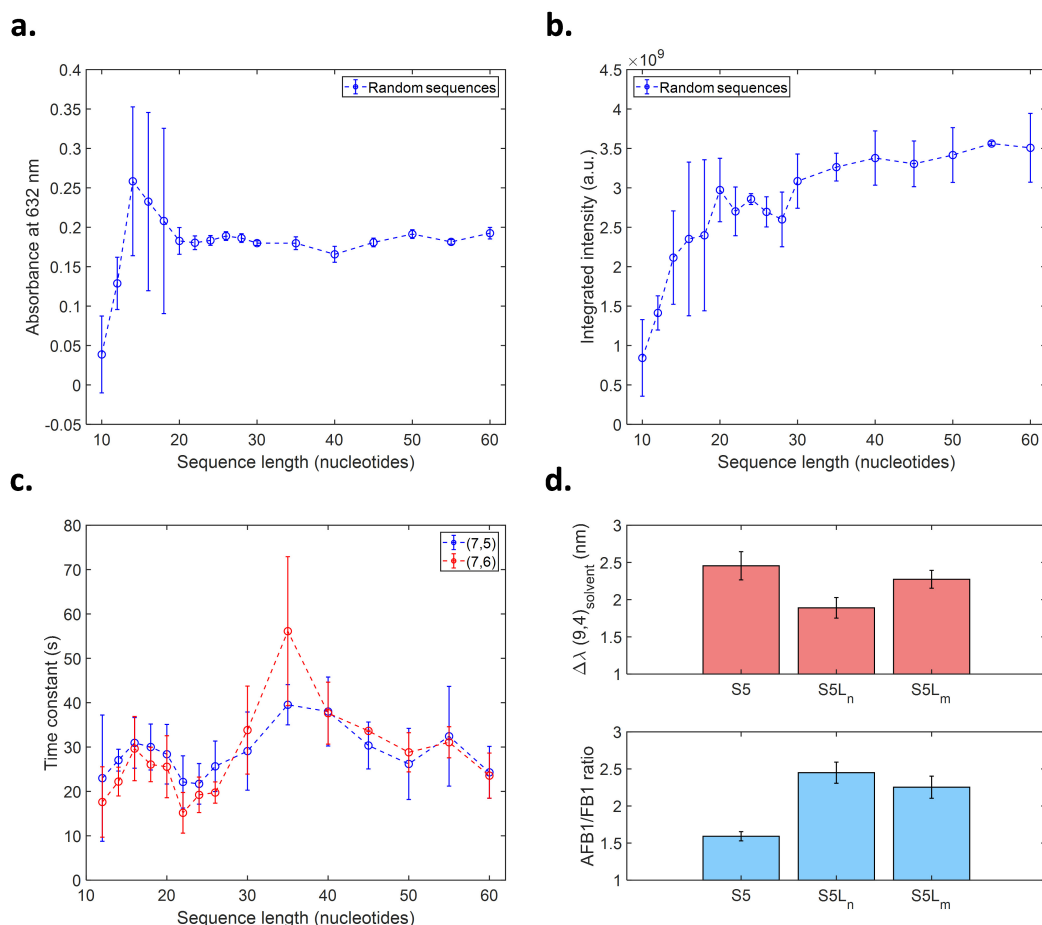 a.
Absorbance at 632 nm
0.4
0.35
0.3
0.25
0.2
0.15
0.1
0.05
0
-0.05
Random sequences
10 20 30 40 50 60
Sequence length (nucleotides)
b.
×10⁹
Integrated intensity (a.u.)
4.5
4
3.5
3
2.5
2
1.5
1
0.5
0
Random sequences
10 20 30 40 50 60
Sequence length (nucleotides)
c.
Time constant (s)
80
70
60
50
40
30
20
10
0
(7,5)
(7,6)
10 20 30 40 50 60
Sequence length (nucleotides)
d.
Δλ (9,4)solvent (nm)
3
2.5
2
1.5
1
S5 S5Ln S5Lm
AFB1/FB1 ratio
3
2.5
2
1.5
1
S5 S5Ln S5Lm